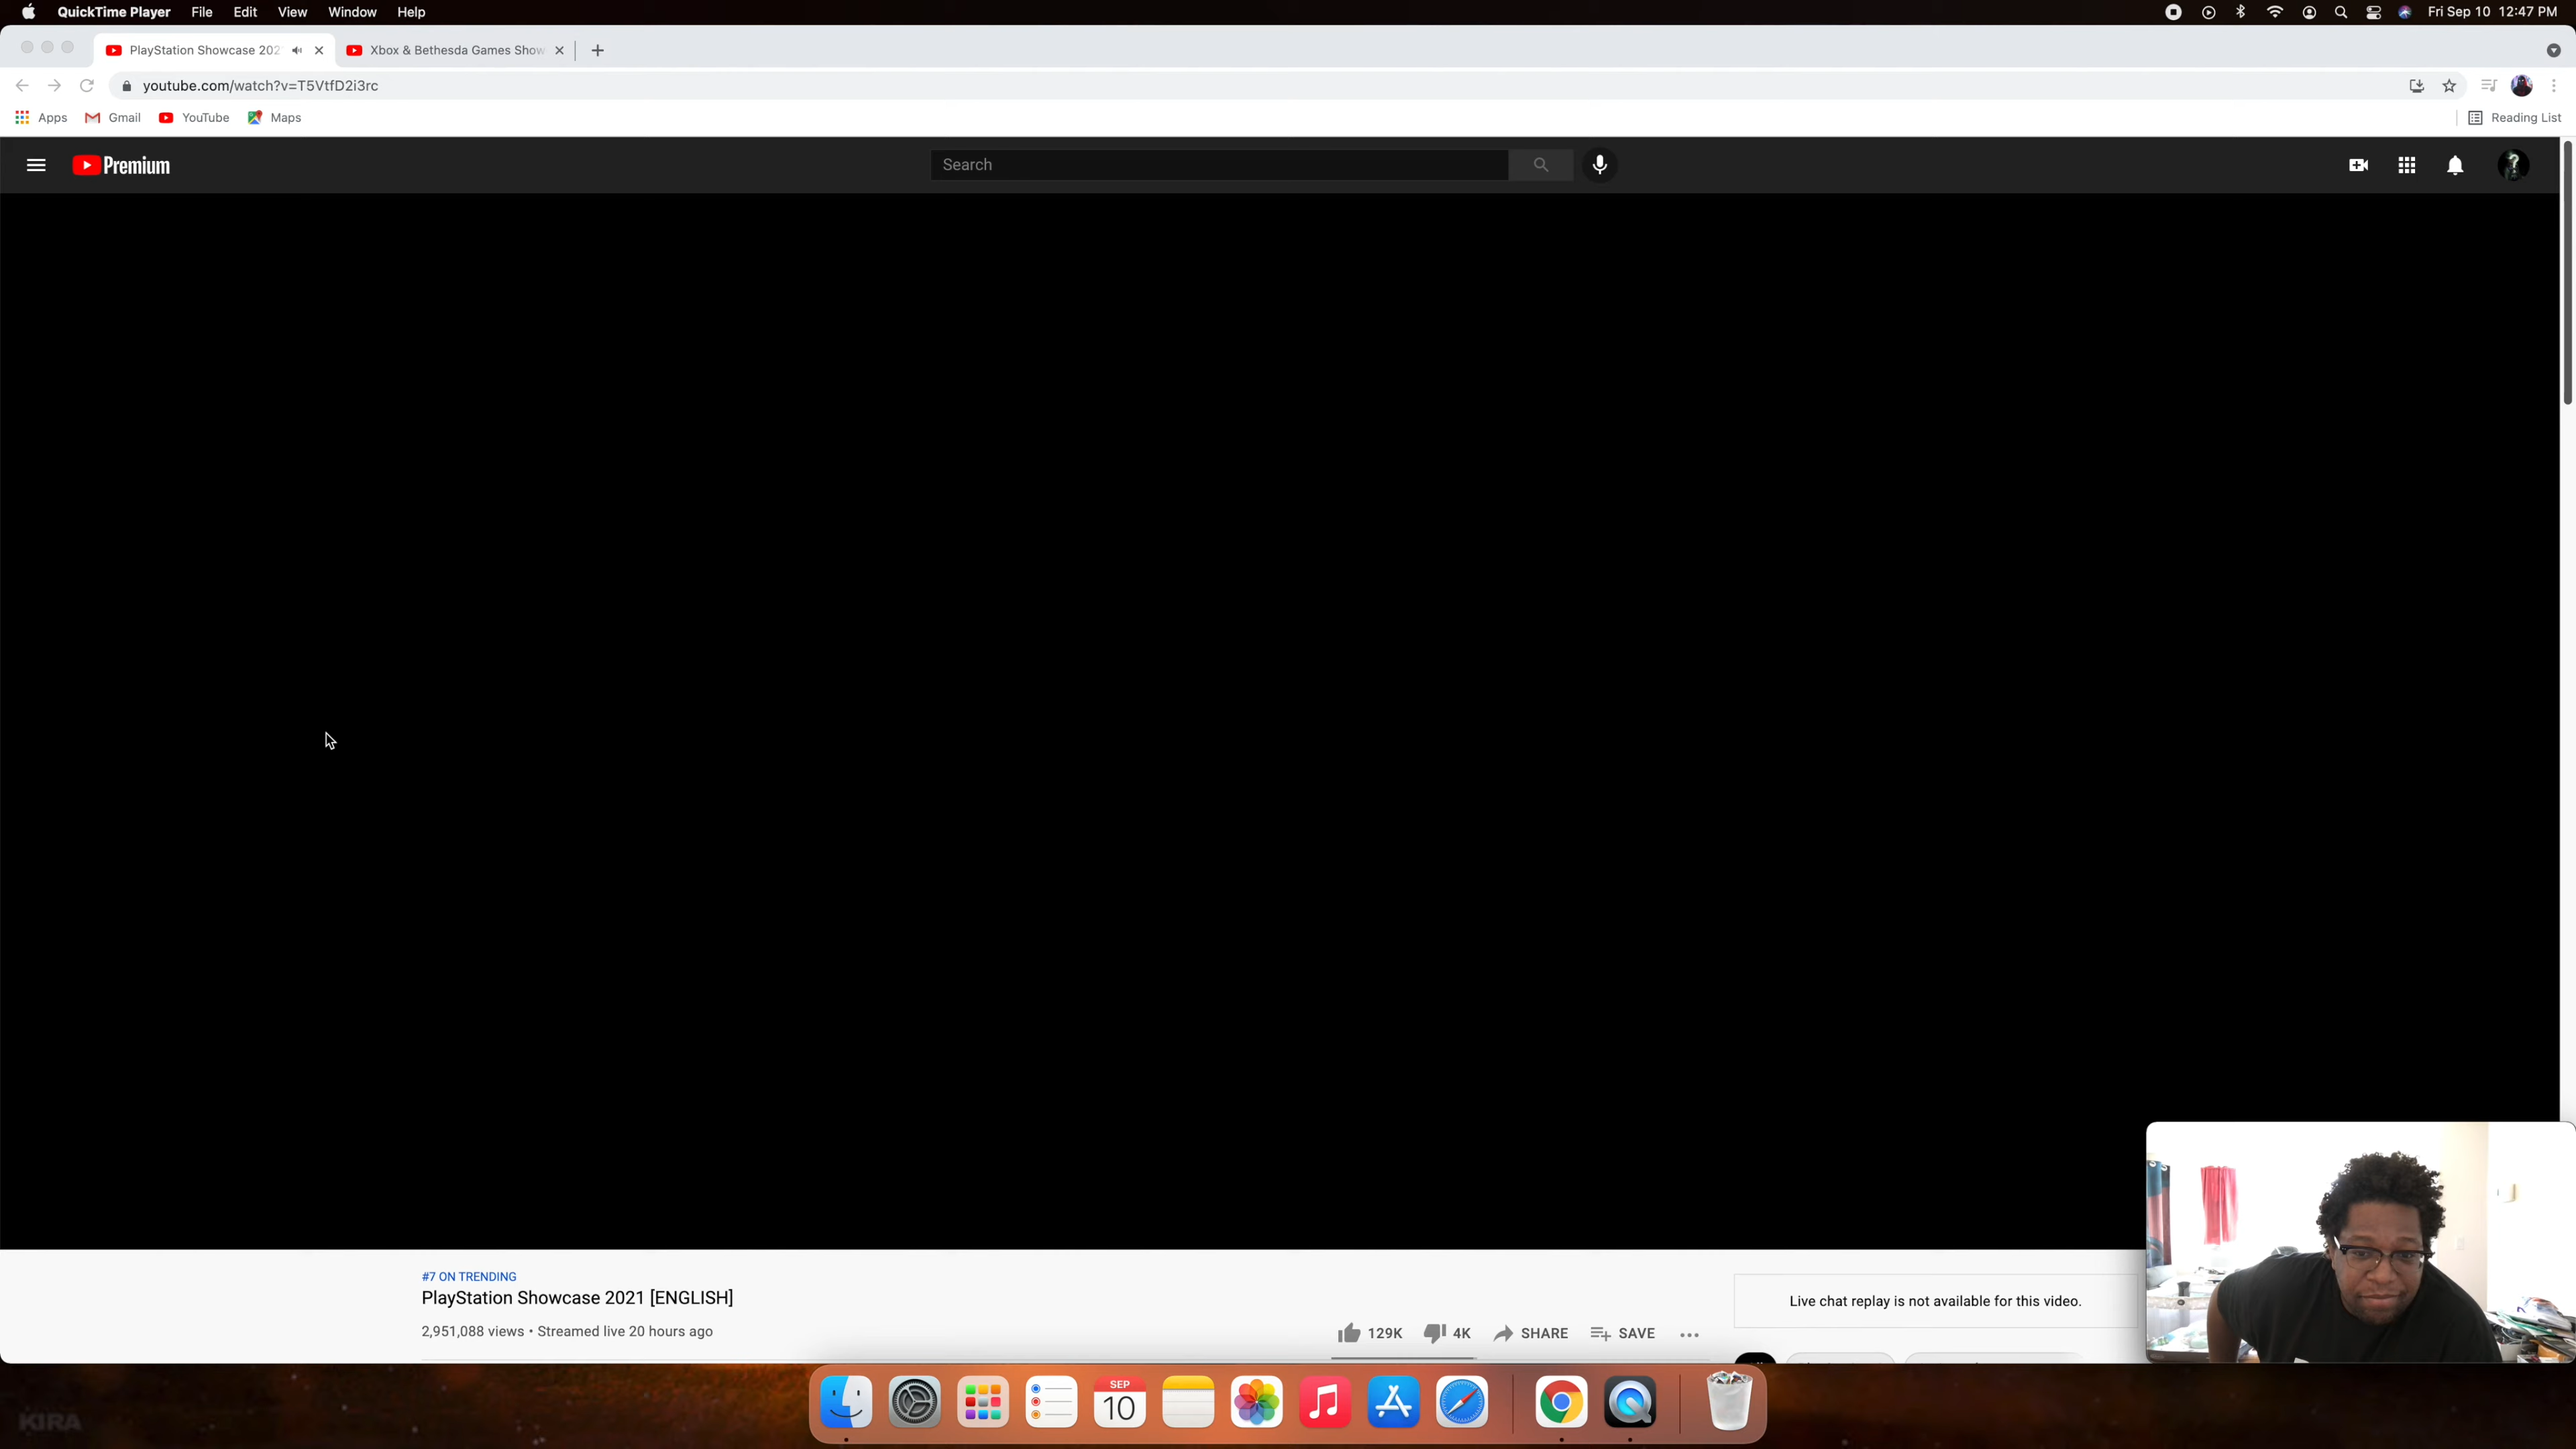 QuickTime Player File Edit View Window Help Fri Sep 10 12:47 PM
PlayStation Showcase 202 Xbox & Bethesda Games Show
youtube.com/watch?v=T5VtfD2i3rc
Apps Gmail YouTube Maps Reading List
Premium Search
#7 ON TRENDING
PlayStation Showcase 2021 [ENGLISH]
2,951,088 views • Streamed live 20 hours ago
129K 4K SHARE SAVE
Live chat replay is not available for this video.
SEP
10
KIRA